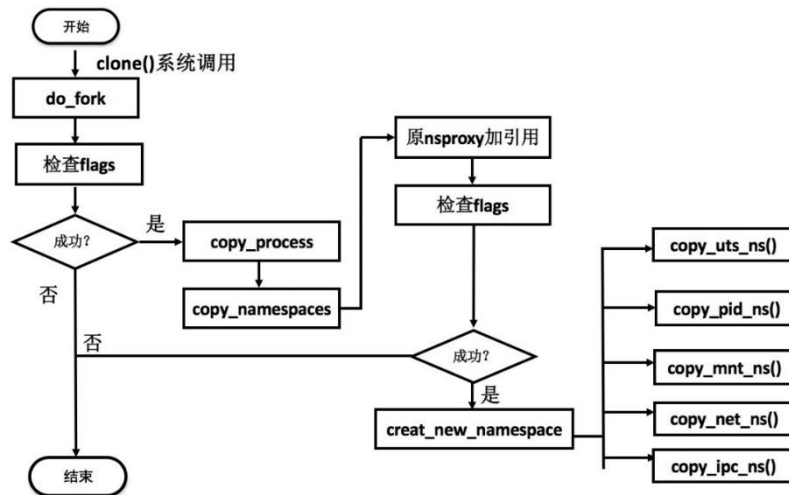 开始
clone()系统调用
do_fork
检查flags
成功?
是
否
copy_process
copy_namespaces
原nsproxy加引用
检查flags
成功?
否
是
creat_new_namespace
copy_uts_ns()
copy_pid_ns()
copy_mnt_ns()
copy_net_ns()
copy_ipc_ns()
结束